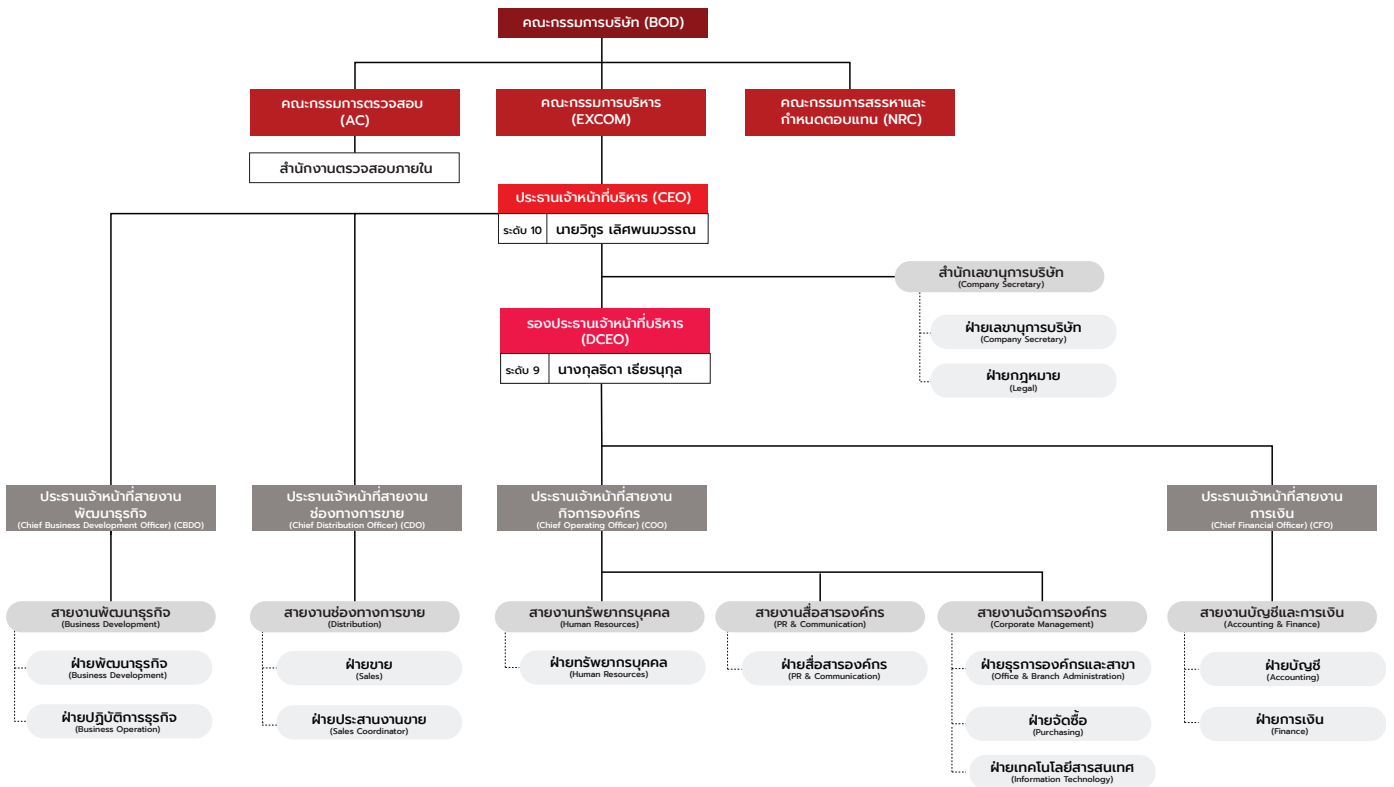 คณะกรรมการบริษัท (BOD)
คณะกรรมการตรวจสอบ
(AC)
คณะกรรมการบริหาร
(EXCOM)
คณะกรรมการสรรหาและ
กำหนดตอบแทน (NRC)
สำนักงานตรวจสอบภายใน
ประธานเจ้าหน้าที่บริหาร (CEO)
ระดับ 10 นายวิทูร เลิศพนมวรรณ
สำนักเลขานุการบริษัท
(Company Secretary)
ฝ่ายเลขานุการบริษัท
(Company Secretary)
ฝ่ายกฎหมาย
(Legal)
รองประธานเจ้าหน้าที่บริหาร
(DCEO)
ระดับ 9 นางกุลธิดา เธียรนุกุล
ประธานเจ้าหน้าที่สายงาน
พัฒนาธุรกิจ
(Chief Business Development Officer) (CBDO)
ประธานเจ้าหน้าที่สายงาน
ช่องทางการขาย
(Chief Distribution Officer) (CDO)
ประธานเจ้าหน้าที่สายงาน
กิจการองค์กร
(Chief Operating Officer) (COO)
ประธานเจ้าหน้าที่สายงาน
การเงิน
(Chief Financial Officer) (CFO)
สายงานพัฒนาธุรกิจ
(Business Development)
ฝ่ายพัฒนาธุรกิจ
(Business Development)
ฝ่ายปฏิบัติการธุรกิจ
(Business Operation)
สายงานช่องทางการขาย
(Distribution)
ฝ่ายขาย
(Sales)
ฝ่ายประสานงานขาย
(Sales Coordinator)
สายงานทรัพยากรบุคคล
(Human Resources)
ฝ่ายทรัพยากรบุคคล
(Human Resources)
สายงานสื่อสารองค์กร
(PR & Communication)
ฝ่ายสื่อสารองค์กร
(PR & Communication)
สายงานจัดการองค์กร
(Corporate Management)
ฝ่ายธุรการองค์กรและสาขา
(Office & Branch Administration)
ฝ่ายจัดซื้อ
(Purchasing)
ฝ่ายเทคโนโลยีสารสนเทศ
(Information Technology)
สายงานบัญชีและการเงิน
(Accounting & Finance)
ฝ่ายบัญชี
(Accounting)
ฝ่ายการเงิน
(Finance)